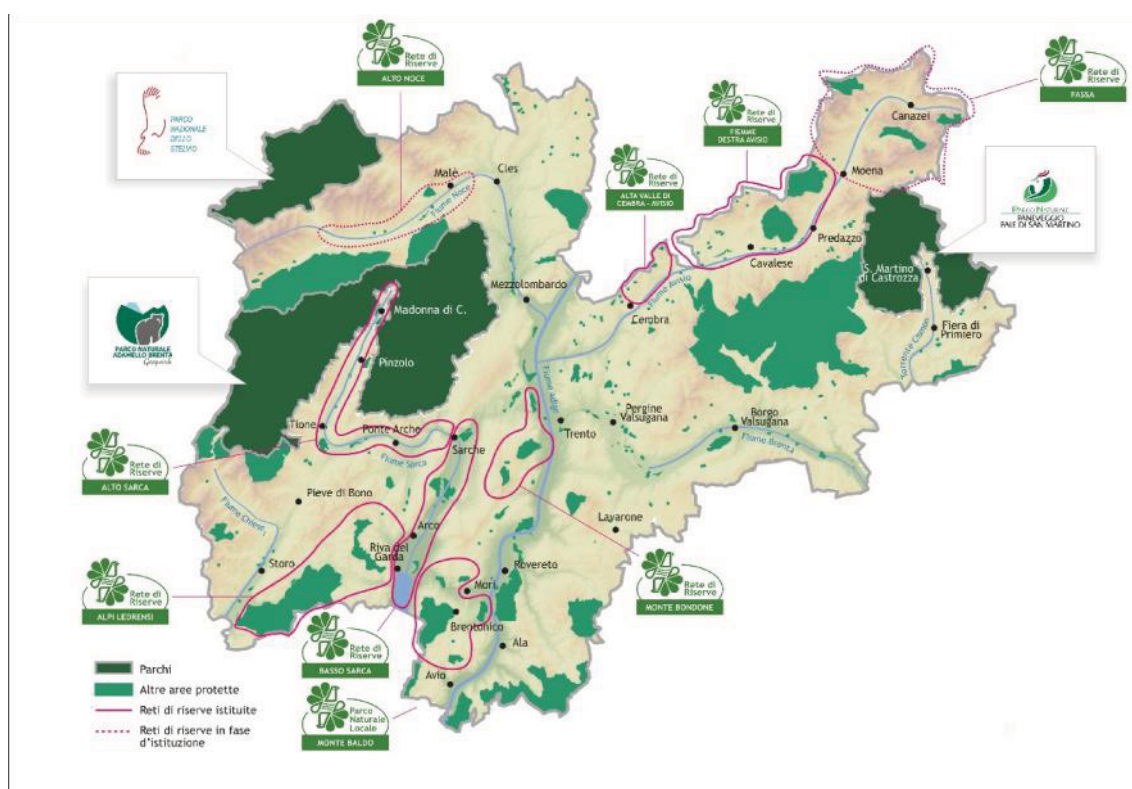 Rete di
Riserve
ALTO NOCE
Rete di
Riserve
FASSA
PARCO
NAZIONALE
DELLO
STELVIO
Rete di
Riserve
FIEMME
DESTRA AVISIO
Canazei
Rete di
Riserve
ALTA VALLE DI
CEMBRA - AVISIO
Malè
Cles
Fiume Noce
Moena
PARCO NATURALE
PANEVEGGIO
PALE DI SAN MARTINO
Predazzo
Cavalese
S. Martino
di Castrozza
Mezzolombardo
Fiume Avisio
Cembra
Madonna di C.
Fiera di
Primiero
Torrente Cismon
PARCO NATURALE
ADAMELLO BRENTA
Geopark
Pinzolo
Fiume Adige
Tione
Ponte Arche
Sarche
Fiume Sarca
Trento
Pergine
Valsugana
Borgo
Valsugana
Fiume Brenta
Rete di
Riserve
ALTO SARCA
Pieve di Bono
Fiume Chiese
Lavarone
Arco
Riva del
Garda
Storo
Rovereto
Mori
Rete di
Riserve
MONTE BONDONE
Rete di
Riserve
ALPI LEDRENSI
Brentonico
Ala
Avio
Rete di
Riserve
BASSO SARCA
Parco
Naturale
Locale
MONTE BALDO
Parchi
Altre aree protette
Reti di riserve istituite
Reti di riserve in fase
d'istituzione